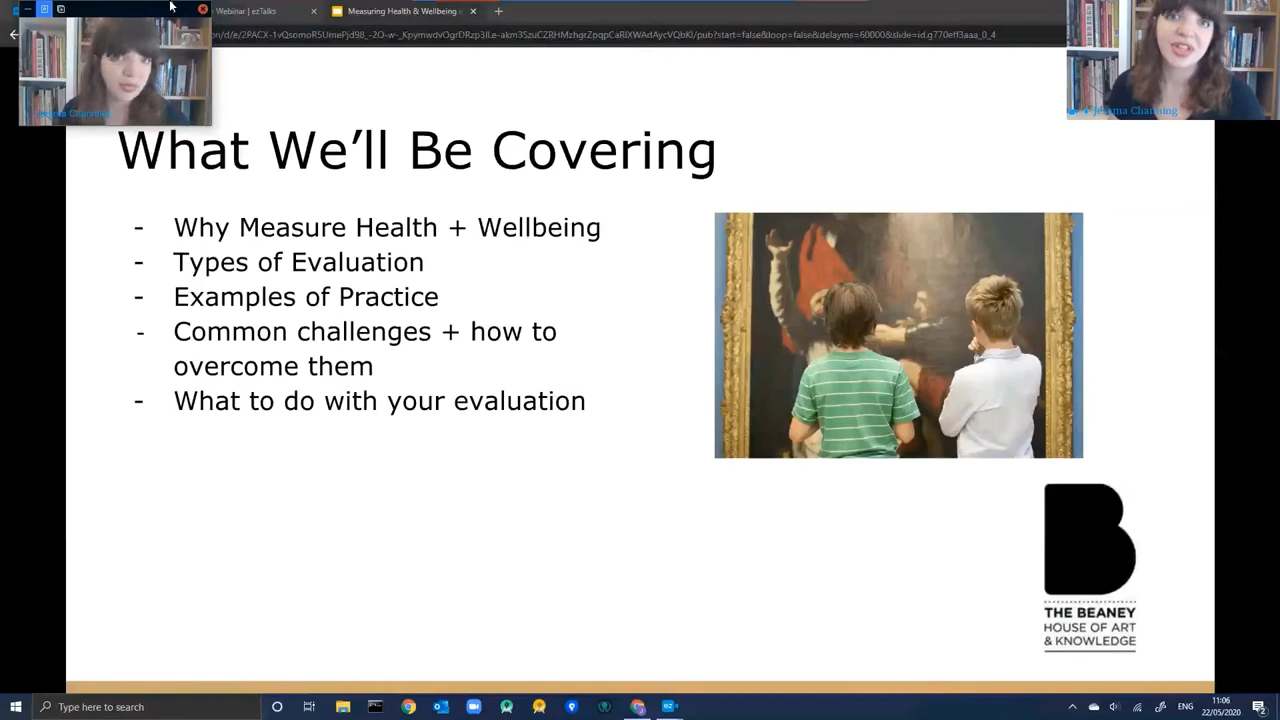 Webinar | ezTalks
Measuring Health & Wellbeing
What We'll Be Covering
- Why Measure Health + Wellbeing
- Types of Evaluation
- Examples of Practice
- Common challenges + how to
overcome them
- What to do with your evaluation
THE BEANEY
HOUSE OF ART
& KNOWLEDGE
Type here to search
ENG
11:06
22/05/2020